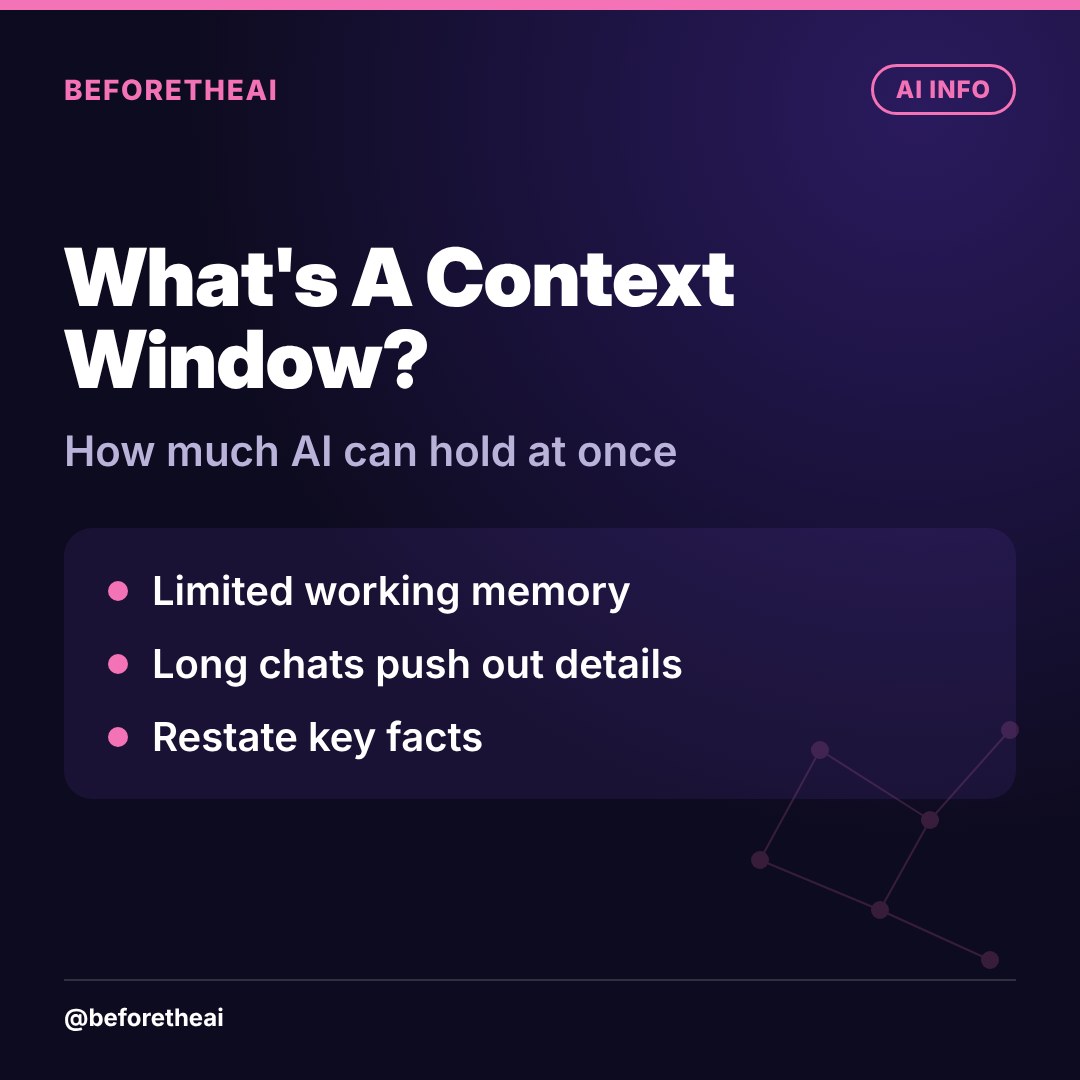 BEFORETHEAI
AI INFO
What's A Context
Window?
How much AI can hold at once
Limited working memory
Long chats push out details
Restate key facts
@beforetheai